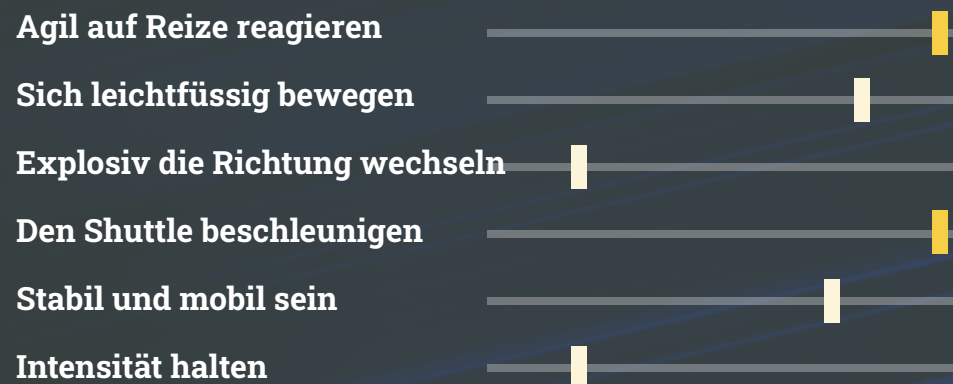 Agil auf Reize reagieren
Sich leichtfüssig bewegen
Explosiv die Richtung wechseln
Den Shuttle beschleunigen
Stabil und mobil sein
Intensität halten